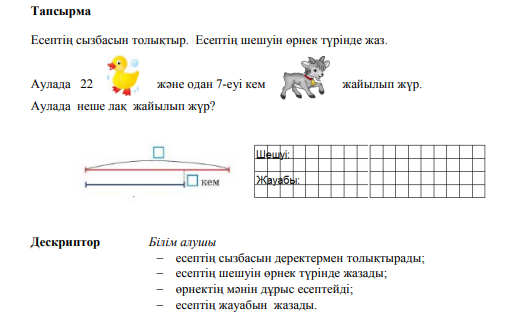 Тапсырма
Есептің сызбасын толықтыр. Есептің шешуін өрнек түрінде жаз.
Аулада 22 және одан 7-еуі кем жайылып жүр.
Аулада неше лақ жайылып жүр?
кем
Шешуі:
Жауабы:
Дескриптор Білім алушы
− есептің сызбасын деректермен толықтырады;
− есептің шешуін өрнек түрінде жазады;
− өрнектің мәнін дұрыс есептейді;
− есептің жауабын жазады.